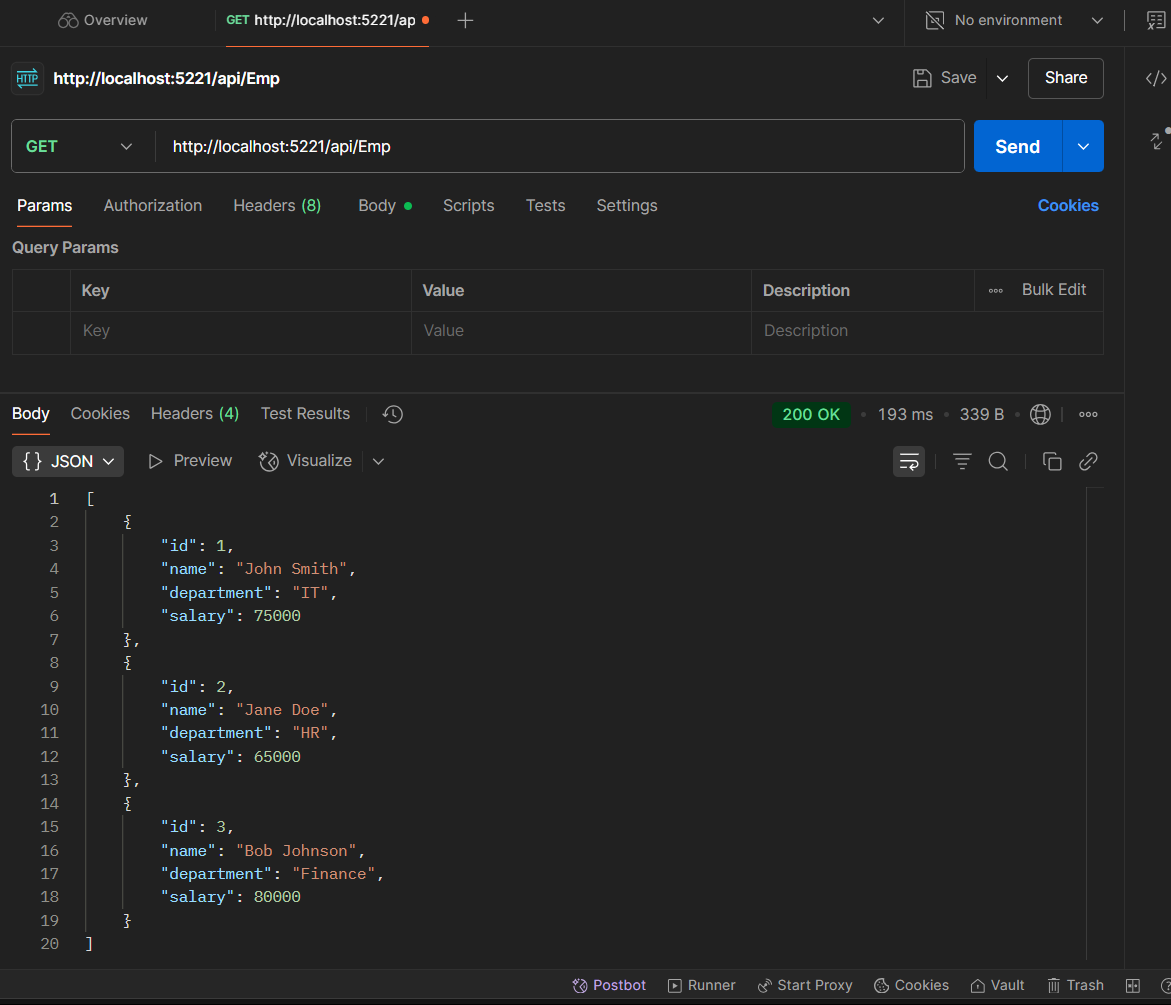 Overview
GET http://localhost:5221/ap
No environment
HTTP http://localhost:5221/api/Emp
Save
Share
GET http://localhost:5221/api/Emp
Send
Params Authorization Headers (8) Body Scripts Tests Settings Cookies
Query Params
Key Value Description Bulk Edit
Key Value Description
Body Cookies Headers (4) Test Results
200 OK • 193 ms • 339 B
{} JSON Preview Visualize
1 [
2 {
3 "id": 1,
4 "name": "John Smith",
5 "department": "IT",
6 "salary": 75000
7 },
8 {
9 "id": 2,
10 "name": "Jane Doe",
11 "department": "HR",
12 "salary": 65000
13 },
14 {
15 "id": 3,
16 "name": "Bob Johnson",
17 "department": "Finance",
18 "salary": 80000
19 }
20 ]
Postbot Runner Start Proxy Cookies Vault Trash